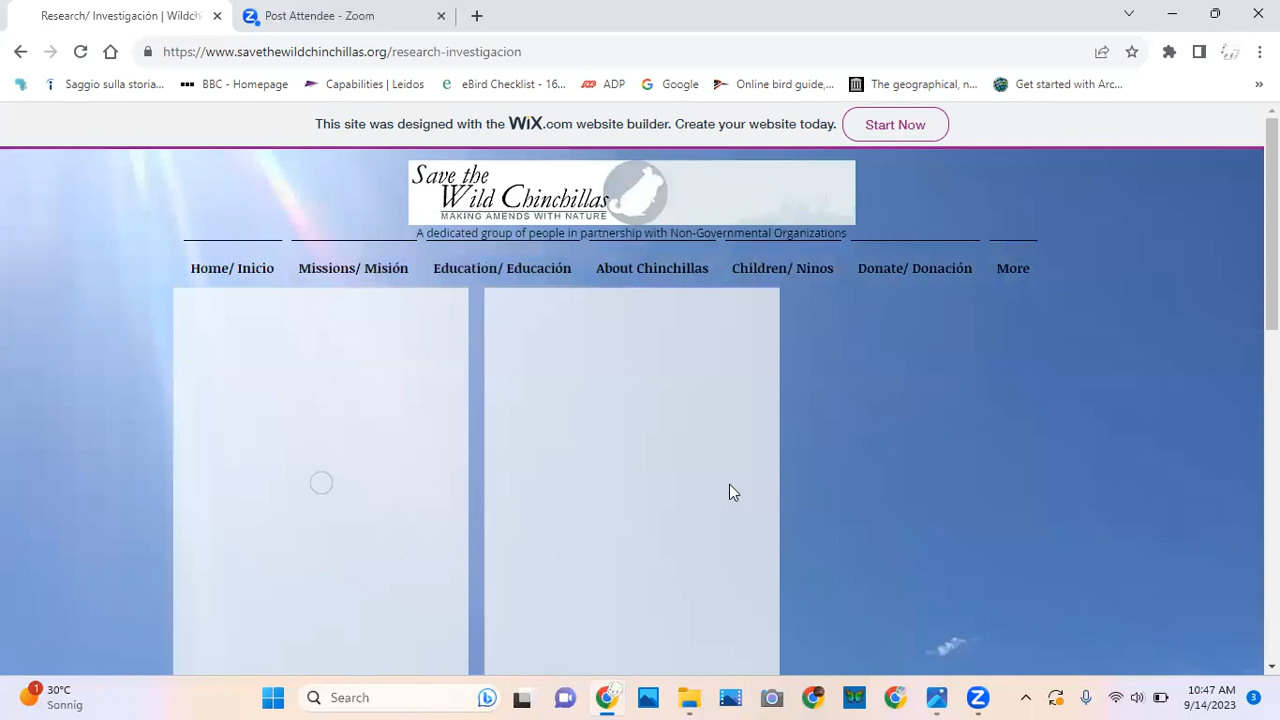 Research/ Investigación | Wildch
Post Attendee - Zoom
https://www.savethewildchinchillas.org/research-investigacion
Saggio sulla storia...
BBC - Homepage
Capabilities | Leidos
eBird Checklist - 16...
ADP
Google
Online bird guide,...
The geographical, n...
Get started with Arc...
»
This site was designed with the WiX.com website builder. Create your website today.
Start Now
Save the
Wild Chinchillas
MAKING AMENDS WITH NATURE
A dedicated group of people in partnership with Non-Governmental Organizations
Home/ Inicio
Missions/ Misión
Education/ Educación
About Chinchillas
Children/ Ninos
Donate/ Donación
More
1
30°C
Sonnig
Search
10:47 AM
9/14/2023
3